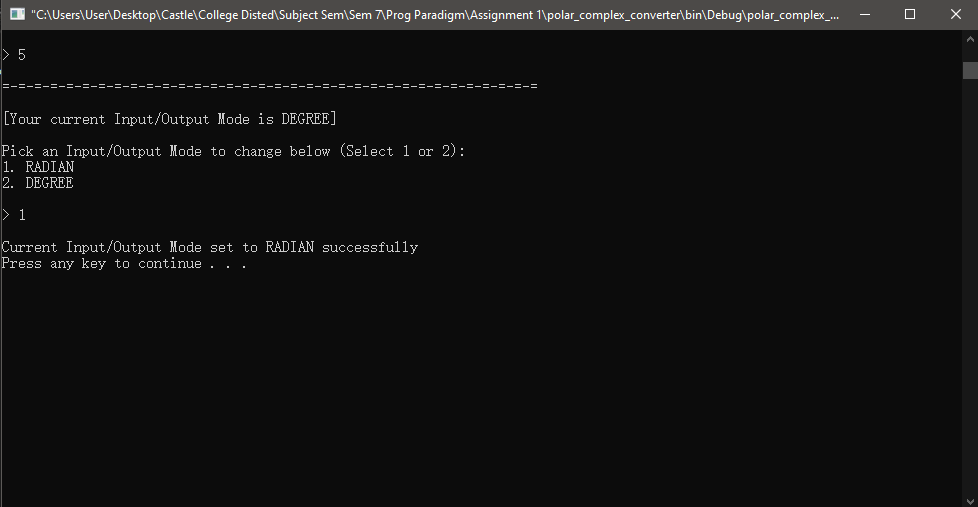 "C:\Users\User\Desktop\Castle\College Disted\Subject Sem\Sem 7\Prog Paradigm\Assignment 1\polar_complex_converter\bin\Debug\polar_complex_...
> 5
=-=-=-=-=-=-=-=-=-=-=-=-=-=-=-=-=-=-=-=-=-=-=-=-=-=-=-=-=-=-=-=-=-=
[Your current Input/Output Mode is DEGREE]
Pick an Input/Output Mode to change below (Select 1 or 2):
1. RADIAN
2. DEGREE
> 1
Current Input/Output Mode set to RADIAN successfully
Press any key to continue . . .